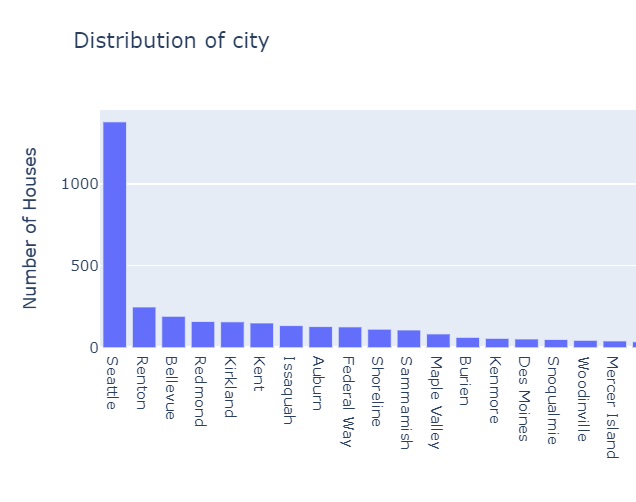 Distribution of city
Number of Houses
1000
500
0
Seattle
Renton
Bellevue
Redmond
Kirkland
Kent
Issaquah
Auburn
Federal Way
Shoreline
Sammamish
Maple Valley
Burien
Kenmore
Des Moines
Snoqualmie
Woodinville
Mercer Island